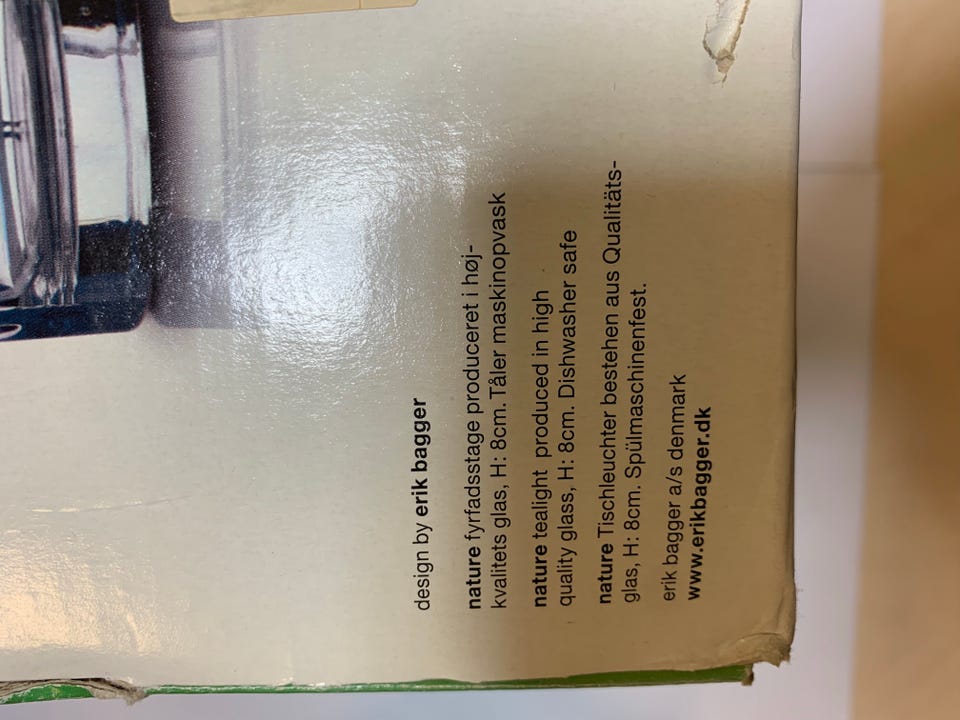 design by erik bagger
nature fyrfadsstage produceret i høj-
kvalitets glas, H: 8cm. Tåler maskinopvask
nature tealight produced in high
quality glass, H: 8cm. Dishwasher safe
nature Tischleuchter bestehen aus Qualitäts-
glas, H: 8cm. Spülmaschinenfest.
erik bagger a/s denmark
www.erikbagger.dk